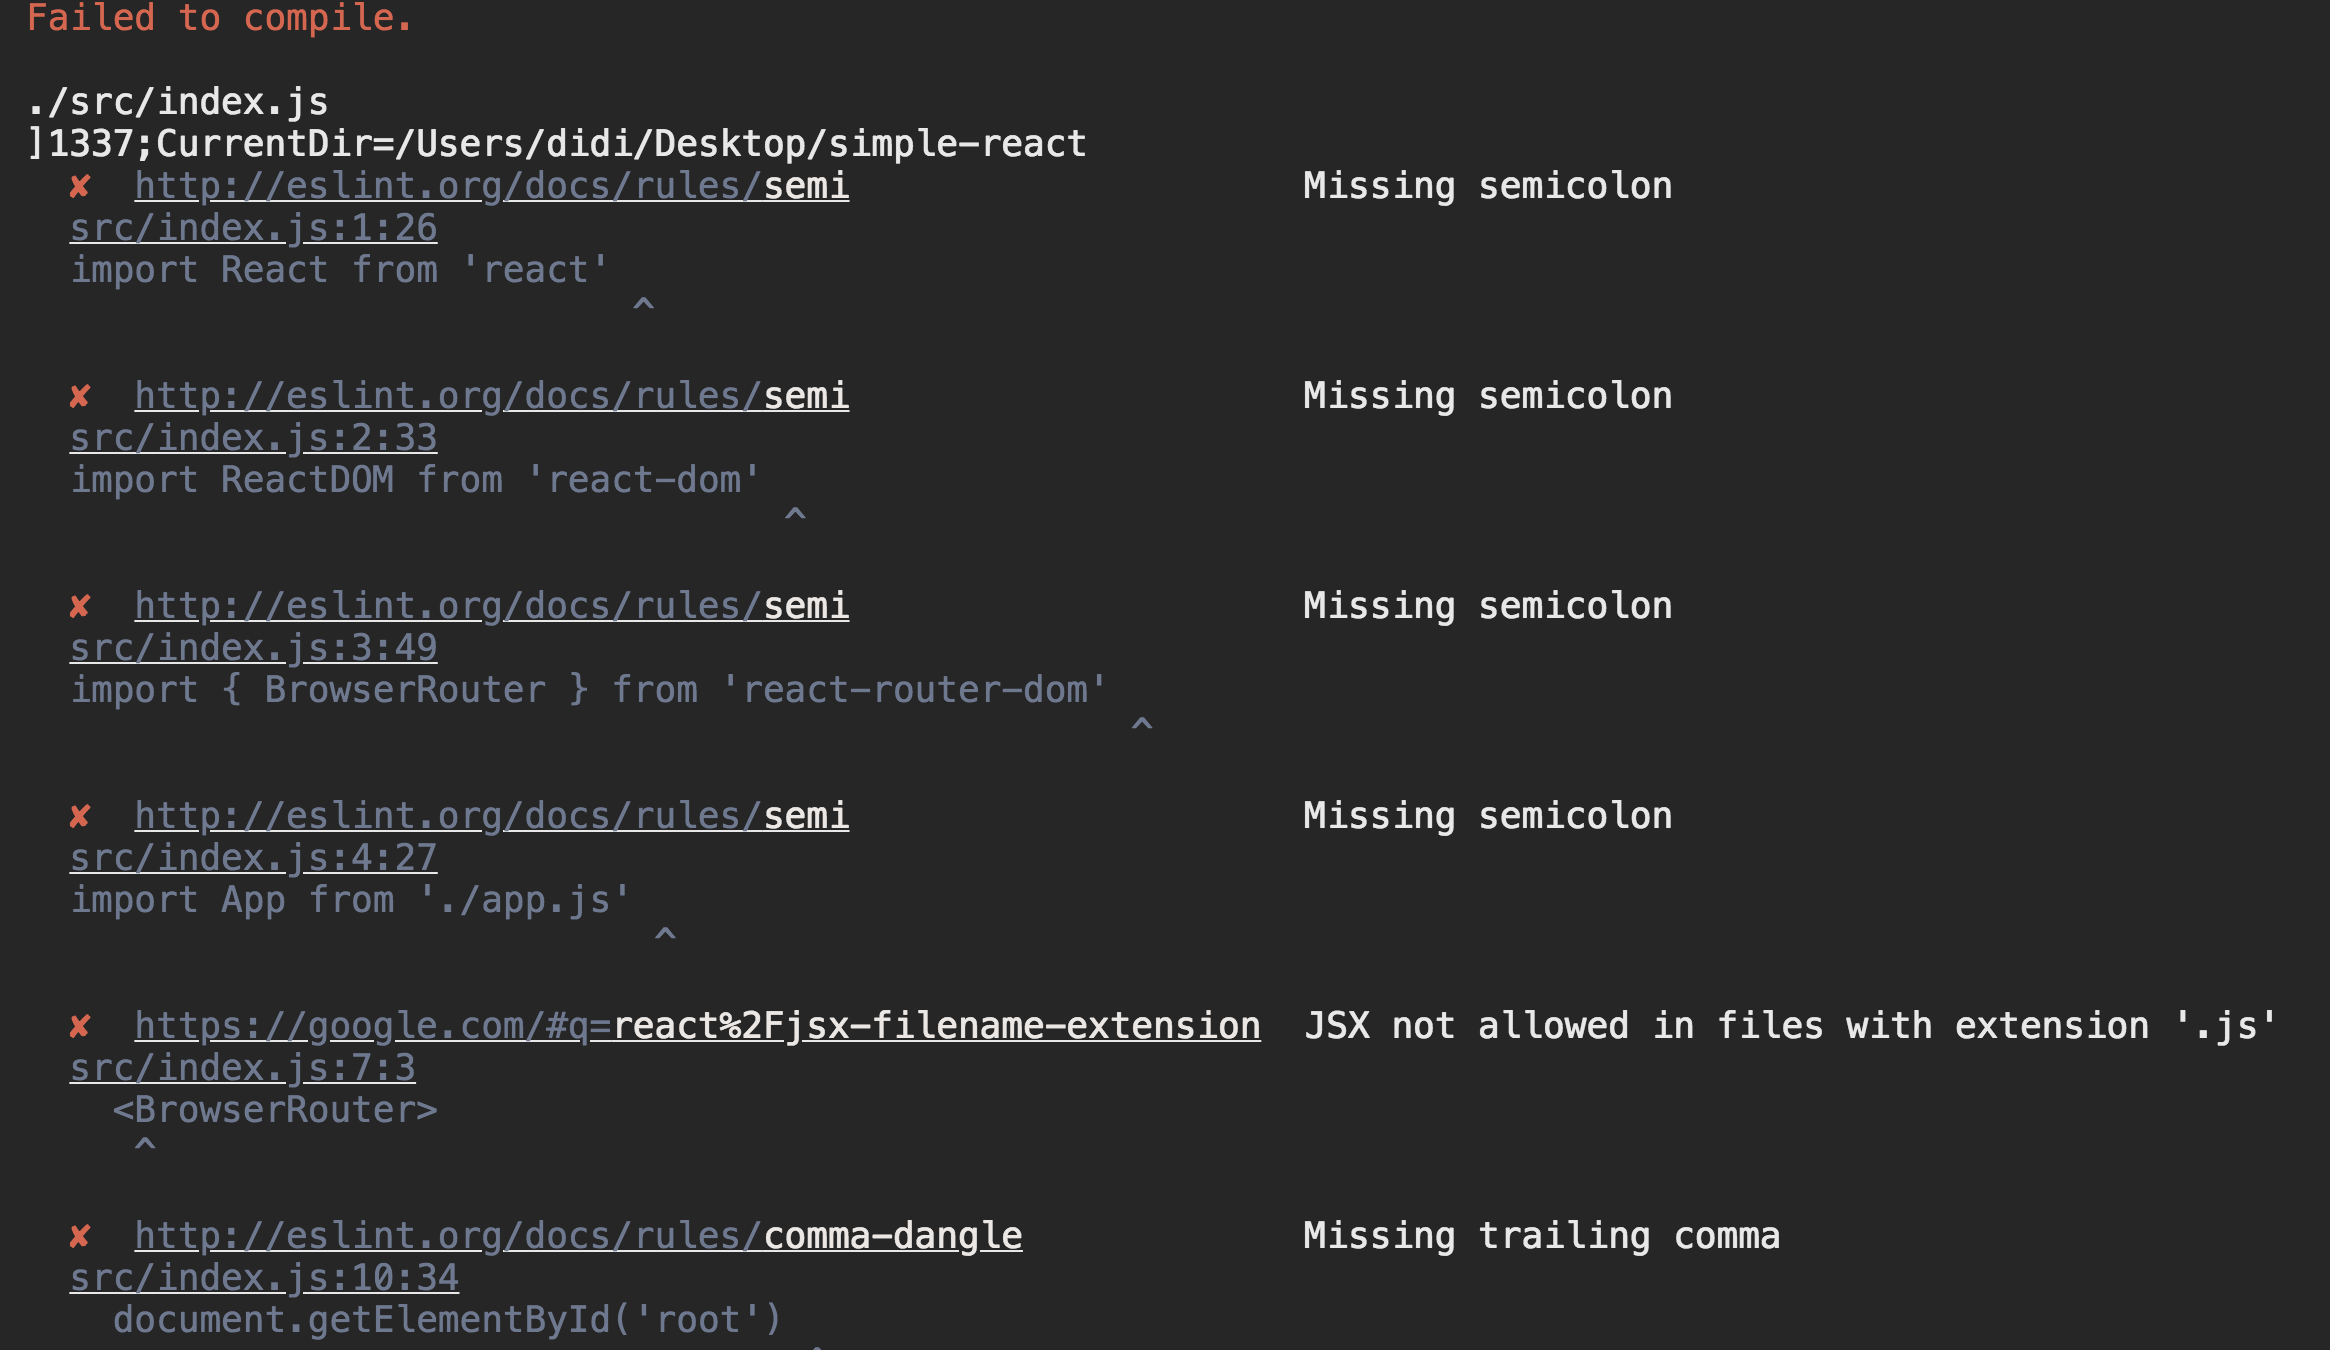 Failed to compile.
./src/index.js
]1337;CurrentDir=/Users/didi/Desktop/simple-react
✘ http://eslint.org/docs/rules/semi Missing semicolon
src/index.js:1:26
import React from 'react'
^
✘ http://eslint.org/docs/rules/semi Missing semicolon
src/index.js:2:33
import ReactDOM from 'react-dom'
^
✘ http://eslint.org/docs/rules/semi Missing semicolon
src/index.js:3:49
import { BrowserRouter } from 'react-router-dom'
^
✘ http://eslint.org/docs/rules/semi Missing semicolon
src/index.js:4:27
import App from './app.js'
^
✘ https://google.com/#q=react%2Fjsx-filename-extension JSX not allowed in files with extension '.js'
src/index.js:7:3
<BrowserRouter>
^
✘ http://eslint.org/docs/rules/comma-dangle Missing trailing comma
src/index.js:10:34
document.getElementById('root')